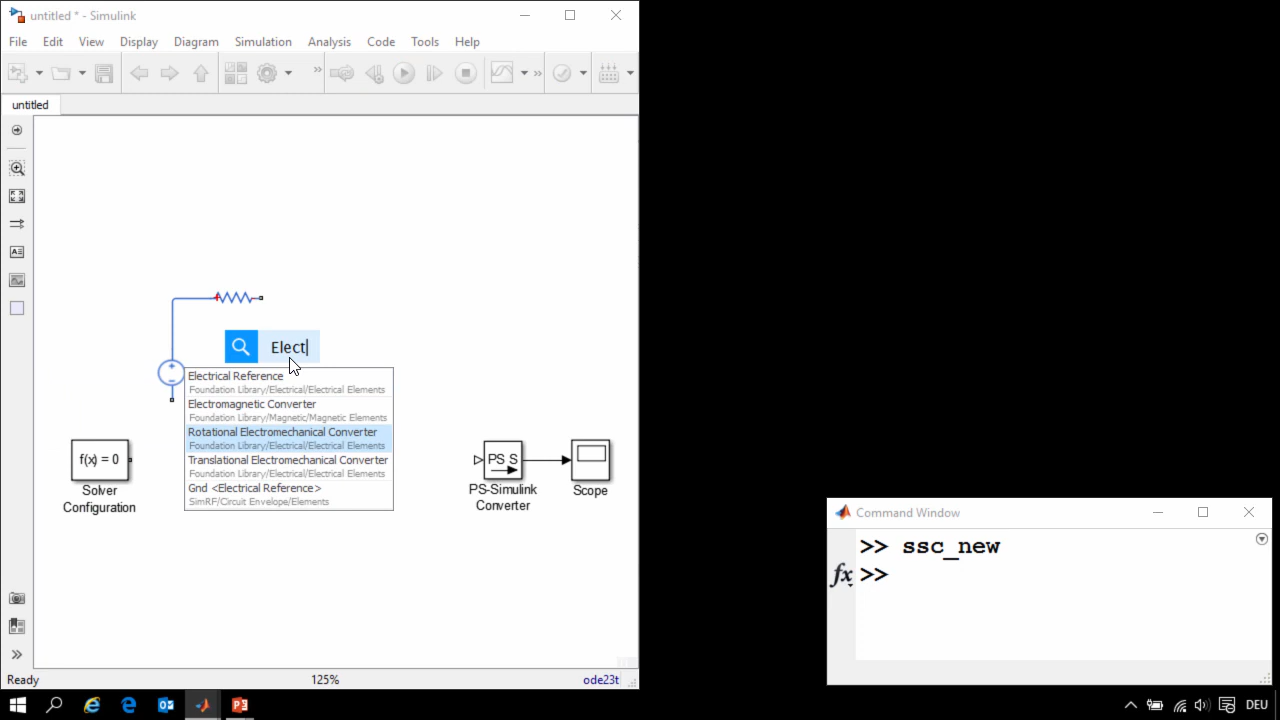 untitled * - Simulink
File Edit View Display Diagram Simulation Analysis Code Tools Help
untitled
Elect
Electrical Reference
Foundation Library/Electrical/Electrical Elements
Electromagnetic Converter
Foundation Library/Magnetic/Magnetic Elements
Rotational Electromechanical Converter
Foundation Library/Electrical/Electrical Elements
Translational Electromechanical Converter
Foundation Library/Electrical/Electrical Elements
Gnd <Electrical Reference>
SimRF/Circuit Envelope/Elements
f(x) = 0
Solver
Configuration
PS S
PS-Simulink
Converter
Scope
Ready 125% ode23t
Command Window
>> ssc_new
fx >>
DEU